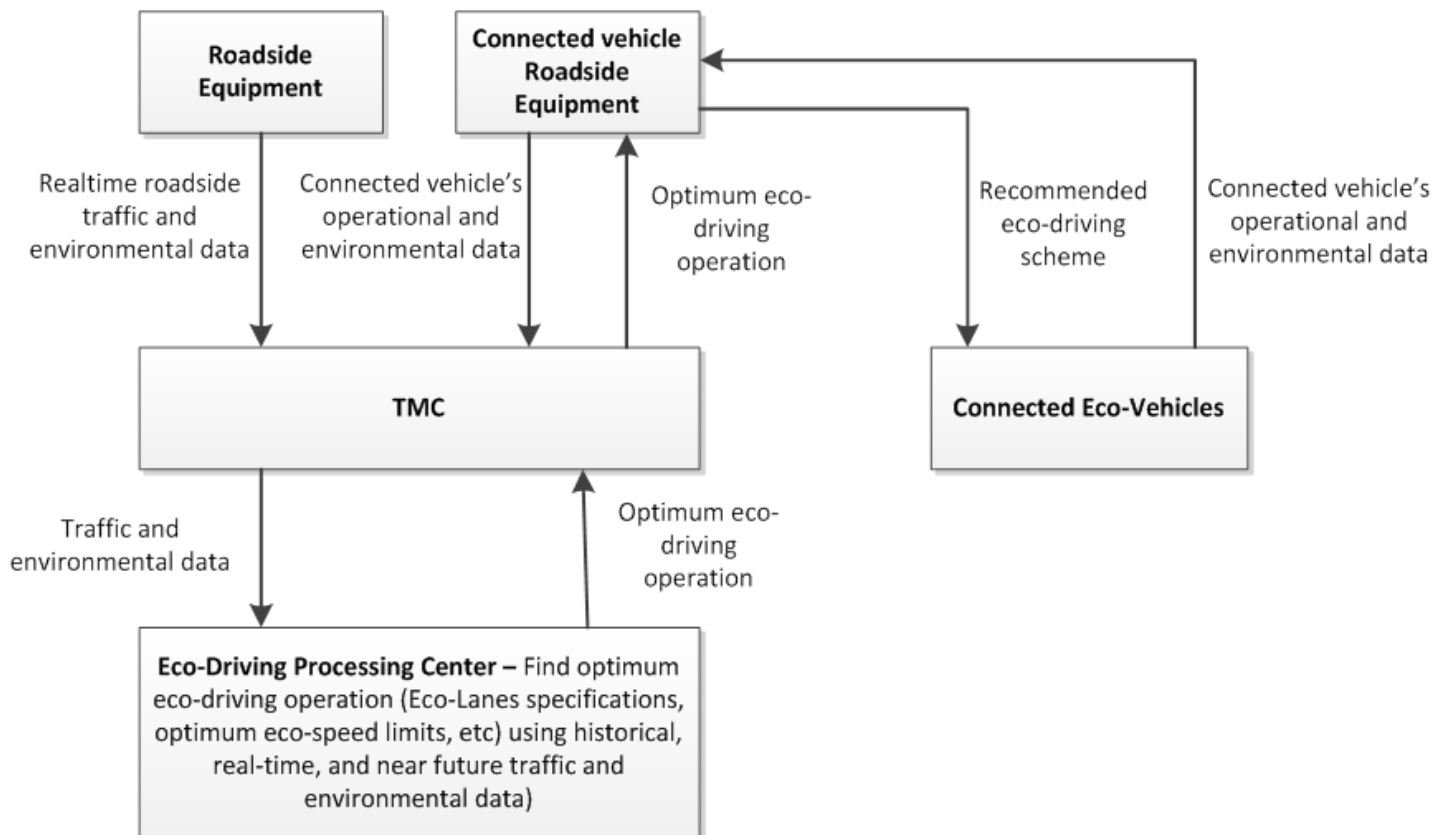 Roadside
Equipment
Connected vehicle
Roadside
Equipment
Realtime roadside
traffic and
environmental data
Connected vehicle’s
operational and
environmental data
Optimum eco-
driving
operation
Recommended
eco-driving
scheme
Connected vehicle’s
operational and
environmental data
TMC
Connected Eco-Vehicles
Traffic and
environmental data
Optimum eco-
driving
operation
Eco-Driving Processing Center – Find optimum
eco-driving operation (Eco-Lanes specifications,
optimum eco-speed limits, etc) using historical,
real-time, and near future traffic and
environmental data)